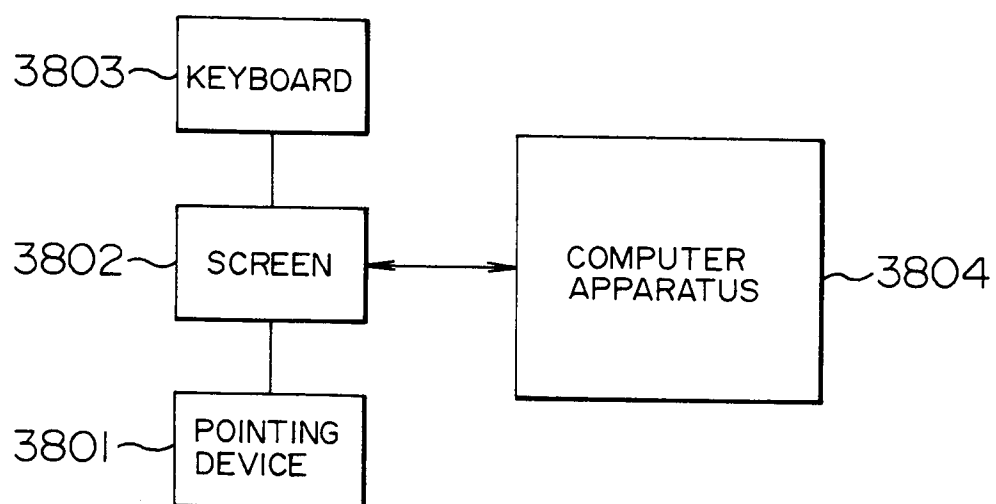 3803
KEYBOARD
3802
SCREEN
COMPUTER
APPARATUS
3804
3801
POINTING
DEVICE